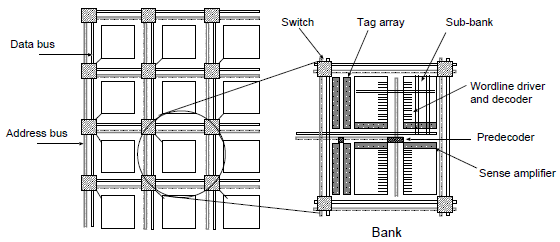 Switch
Tag array
Sub-bank
Data bus
Wordline driver
and decoder
Address bus
Predecoder
Sense amplifier
Bank